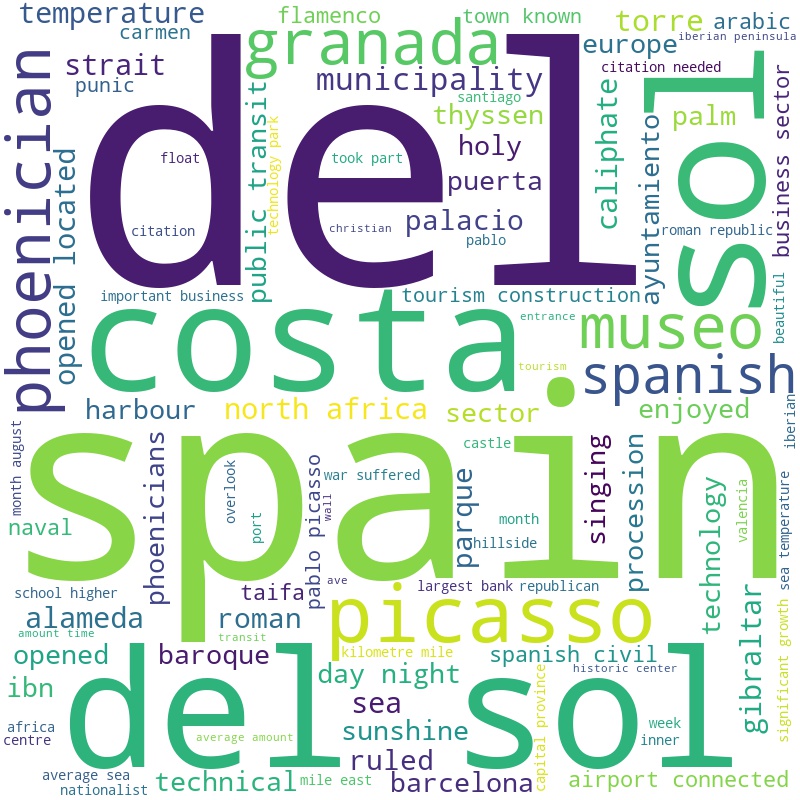 temperature
flamenco
town known
arabic
carmen
granada
torre
europe
iberian peninsula
strait
municipality
citation needed
punic
santiago
thyssen
palm
phoenician
del
sol
business sector
opened located
public transit
technology park
float
took part
holy
caliphate
puerta
ayuntamiento
palacio
citation
christian
pablo
roman republic
beautiful
important business
tourism construction
costa
entrance
museo
spanish
tourism
harbour
north africa
sector
enjoyed
iberian
month august
spain
phoenicians
overlook
port
pablo picasso
wall
war suffered
castle
parque
singing
procession
month
hillside
technology
valencia
sea temperature
naval
school higher
taifa
ave
largest bank
republican
alameda
roman
picasso
gibraltar
significant growth
amount time
transit
opened
baroque
kilometre mile
spanish civil
historic center
day night
ibn
del sol
sea
capital province
africa
centre
average amount
sunshine
week
inner
ruled
average sea
nationalist
technical
mile east
barcelona
airport connected